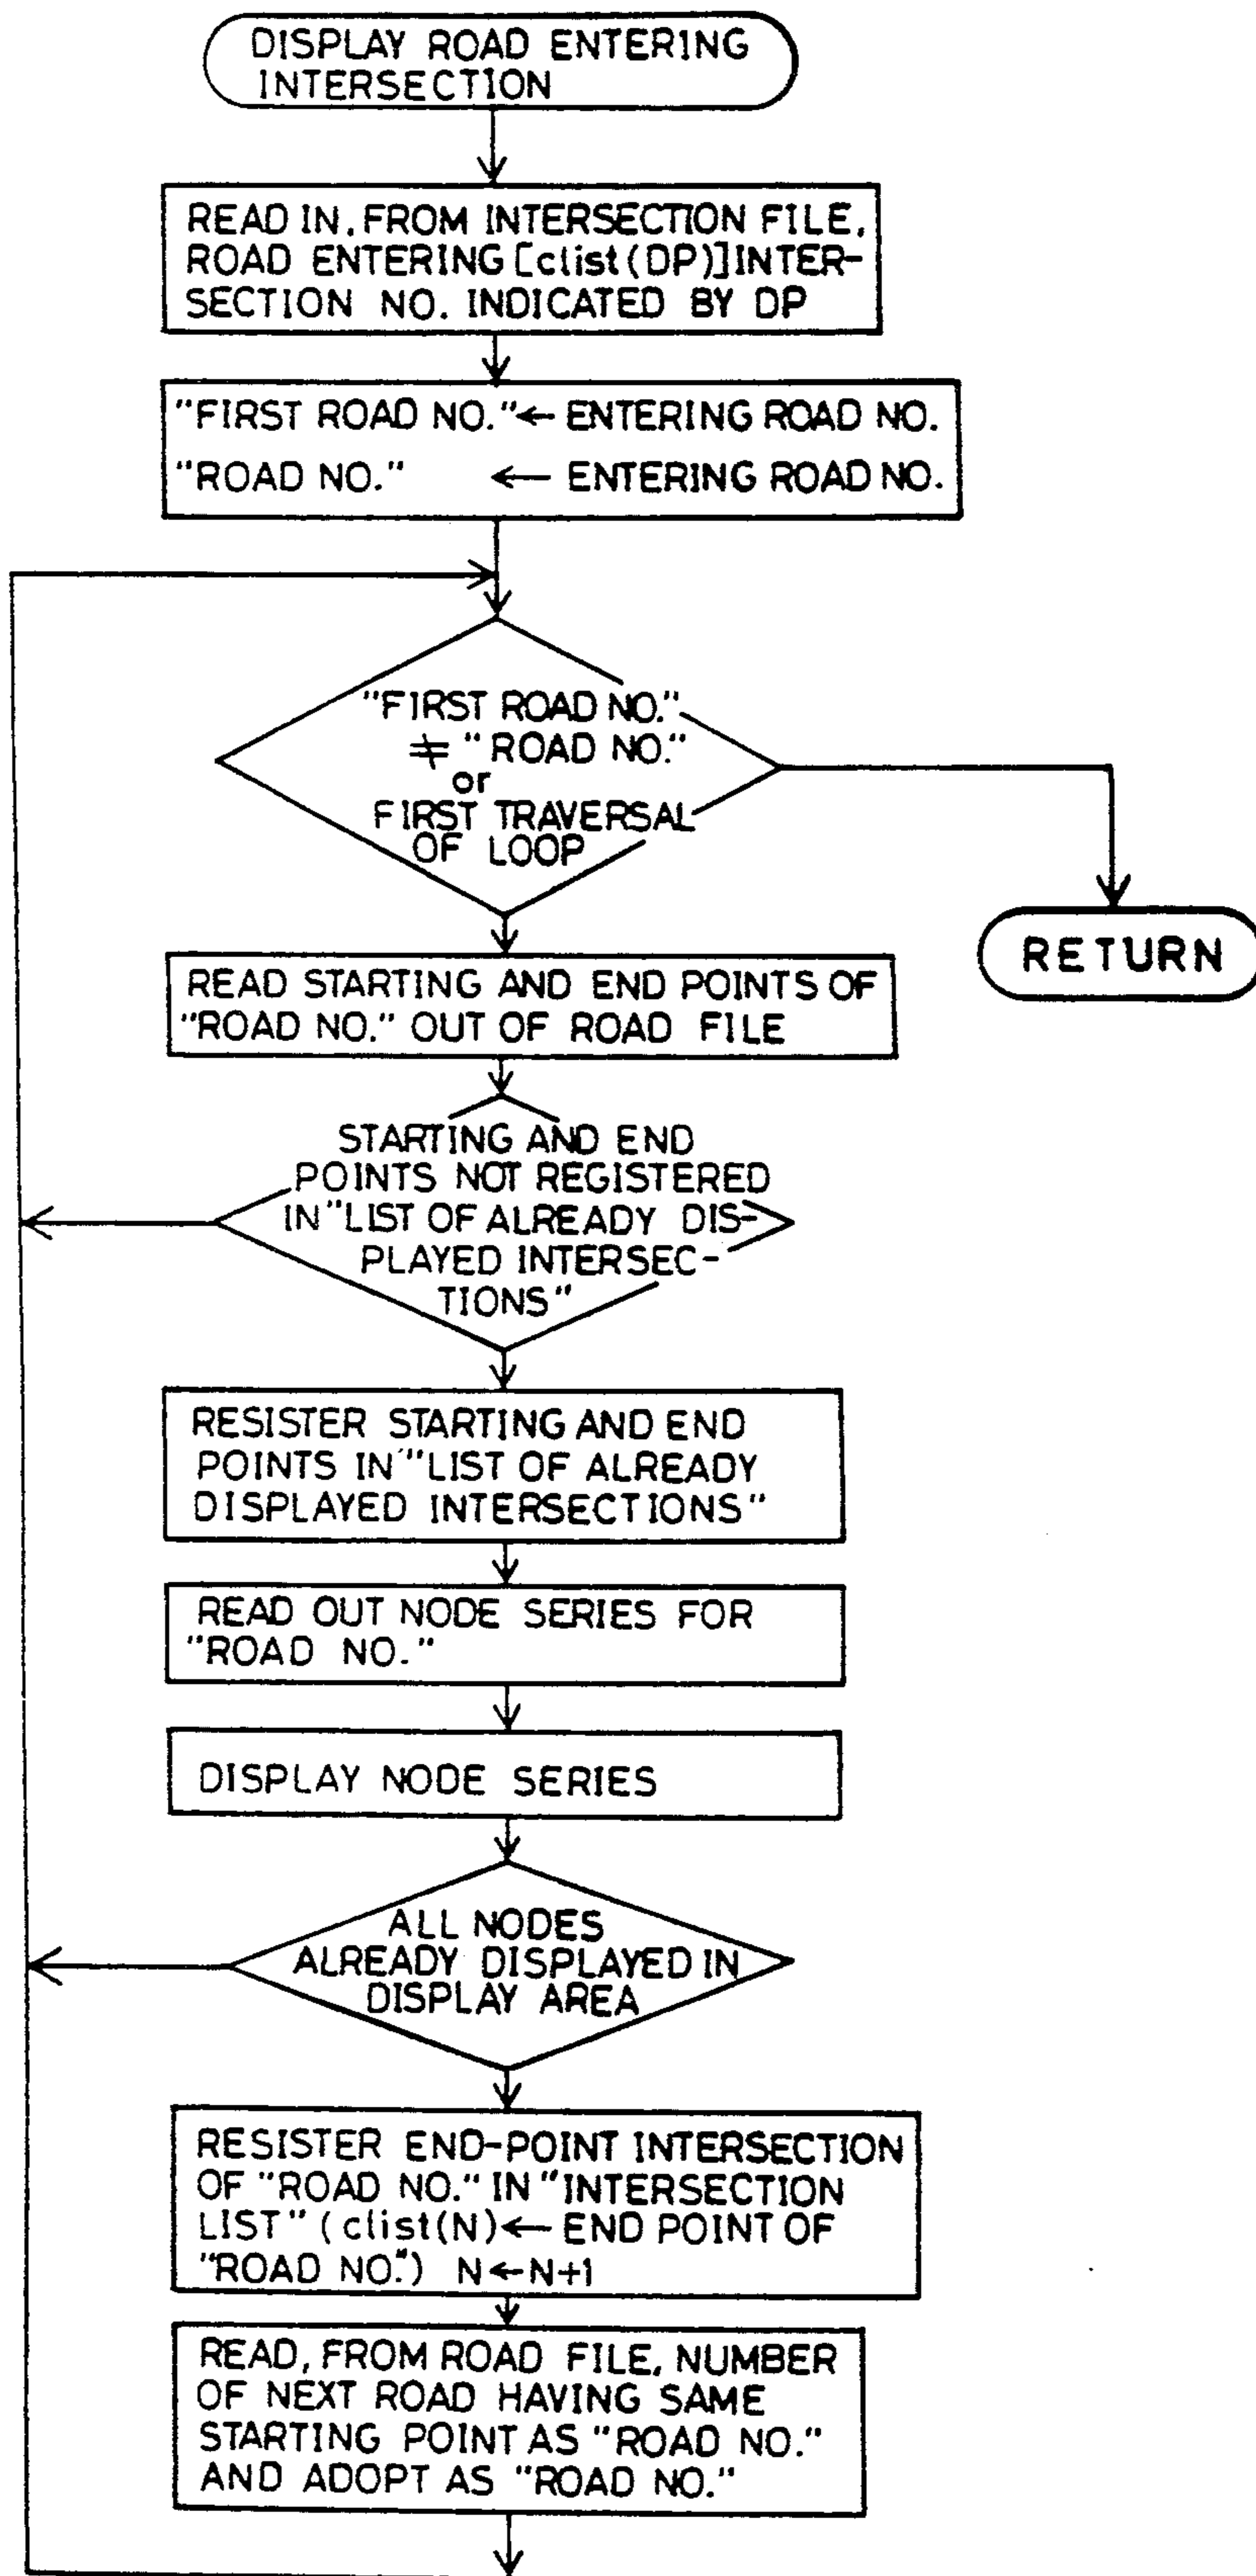 DISPLAY ROAD ENTERING
INTERSECTION
READ IN, FROM INTERSECTION FILE,
ROAD ENTERING [clist(DP)] INTER-
SECTION NO. INDICATED BY DP
"FIRST ROAD NO." ← ENTERING ROAD NO.
"ROAD NO." ← ENTERING ROAD NO.
"FIRST ROAD NO."
≠ "ROAD NO."
or
FIRST TRAVERSAL
OF LOOP
RETURN
READ STARTING AND END POINTS OF
"ROAD NO." OUT OF ROAD FILE
STARTING AND END
POINTS NOT REGISTERED
IN "LIST OF ALREADY DIS-
PLAYED INTERSEC-
TIONS"
RESISTER STARTING AND END
POINTS IN "LIST OF ALREADY
DISPLAYED INTERSECTIONS"
READ OUT NODE SERIES FOR
"ROAD NO."
DISPLAY NODE SERIES
ALL NODES
ALREADY DISPLAYED IN
DISPLAY AREA
RESISTER END-POINT INTERSECTION
OF "ROAD NO." IN "INTERSECTION
LIST" (clist(N) ← END POINT OF
"ROAD NO.") N ← N+1
READ, FROM ROAD FILE, NUMBER
OF NEXT ROAD HAVING SAME
STARTING POINT AS "ROAD NO."
AND ADOPT AS "ROAD NO."